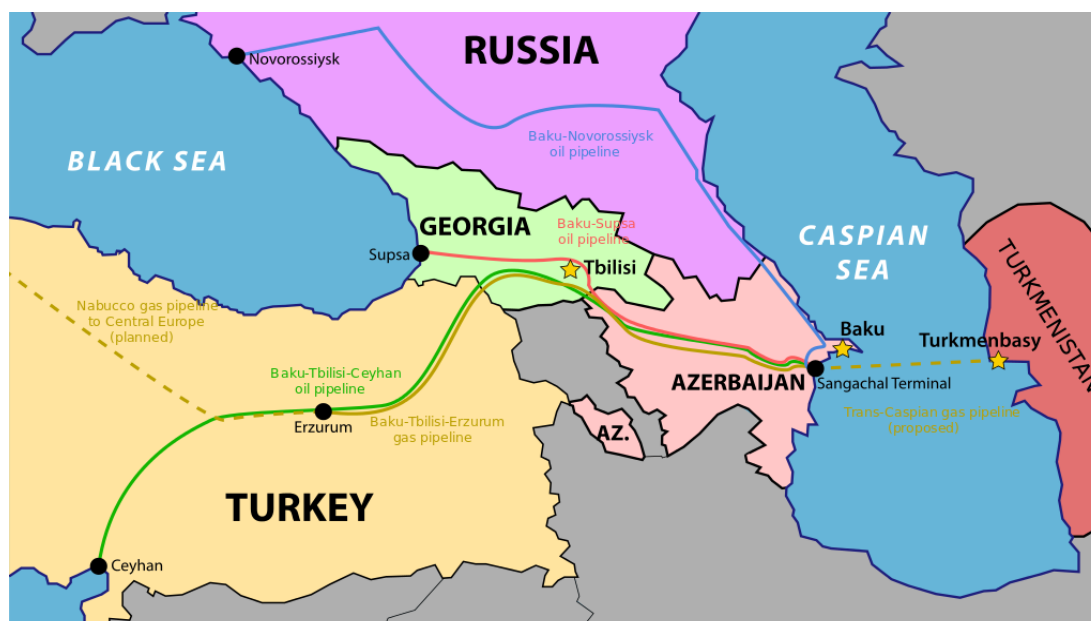 RUSSIA
Novorossiysk
Baku-Novorossiysk
oil pipeline
BLACK SEA
GEORGIA
Baku-Supsa
oil pipeline
Supsa
Tbilisi
CASPIAN
SEA
TURKMENISTAN
Nabucco gas pipeline
to Central Europe
(planned)
Baku
Turkmenbasy
Baku-Tbilisi-Ceyhan
oil pipeline
AZERBAIJAN
Sangachal Terminal
Erzurum
Baku-Tbilisi-Erzurum
gas pipeline
Trans-Caspian gas pipeline
(proposed)
AZ.
TURKEY
Ceyhan